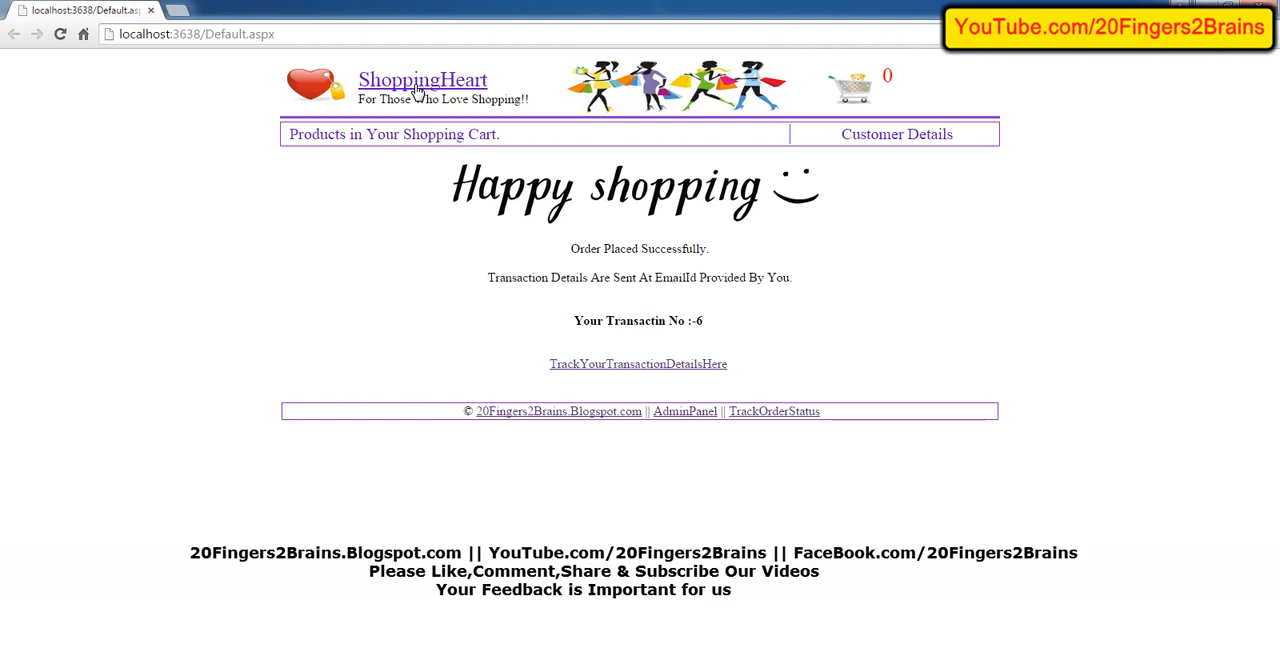 localhost:3638/Default.as
localhost:3638/Default.aspx
YouTube.com/20Fingers2Brains
ShoppingHeart
For Those Who Love Shopping!!
0
Products in Your Shopping Cart.
Customer Details
Happy shopping
Order Placed Successfully.
Transaction Details Are Sent At EmailId Provided By You.
Your Transactin No :-6
TrackYourTransactionDetailsHere
© 20Fingers2Brains.Blogspot.com || AdminPanel || TrackOrderStatus
20Fingers2Brains.Blogspot.com || YouTube.com/20Fingers2Brains || FaceBook.com/20Fingers2Brains
Please Like,Comment,Share & Subscribe Our Videos
Your Feedback is Important for us